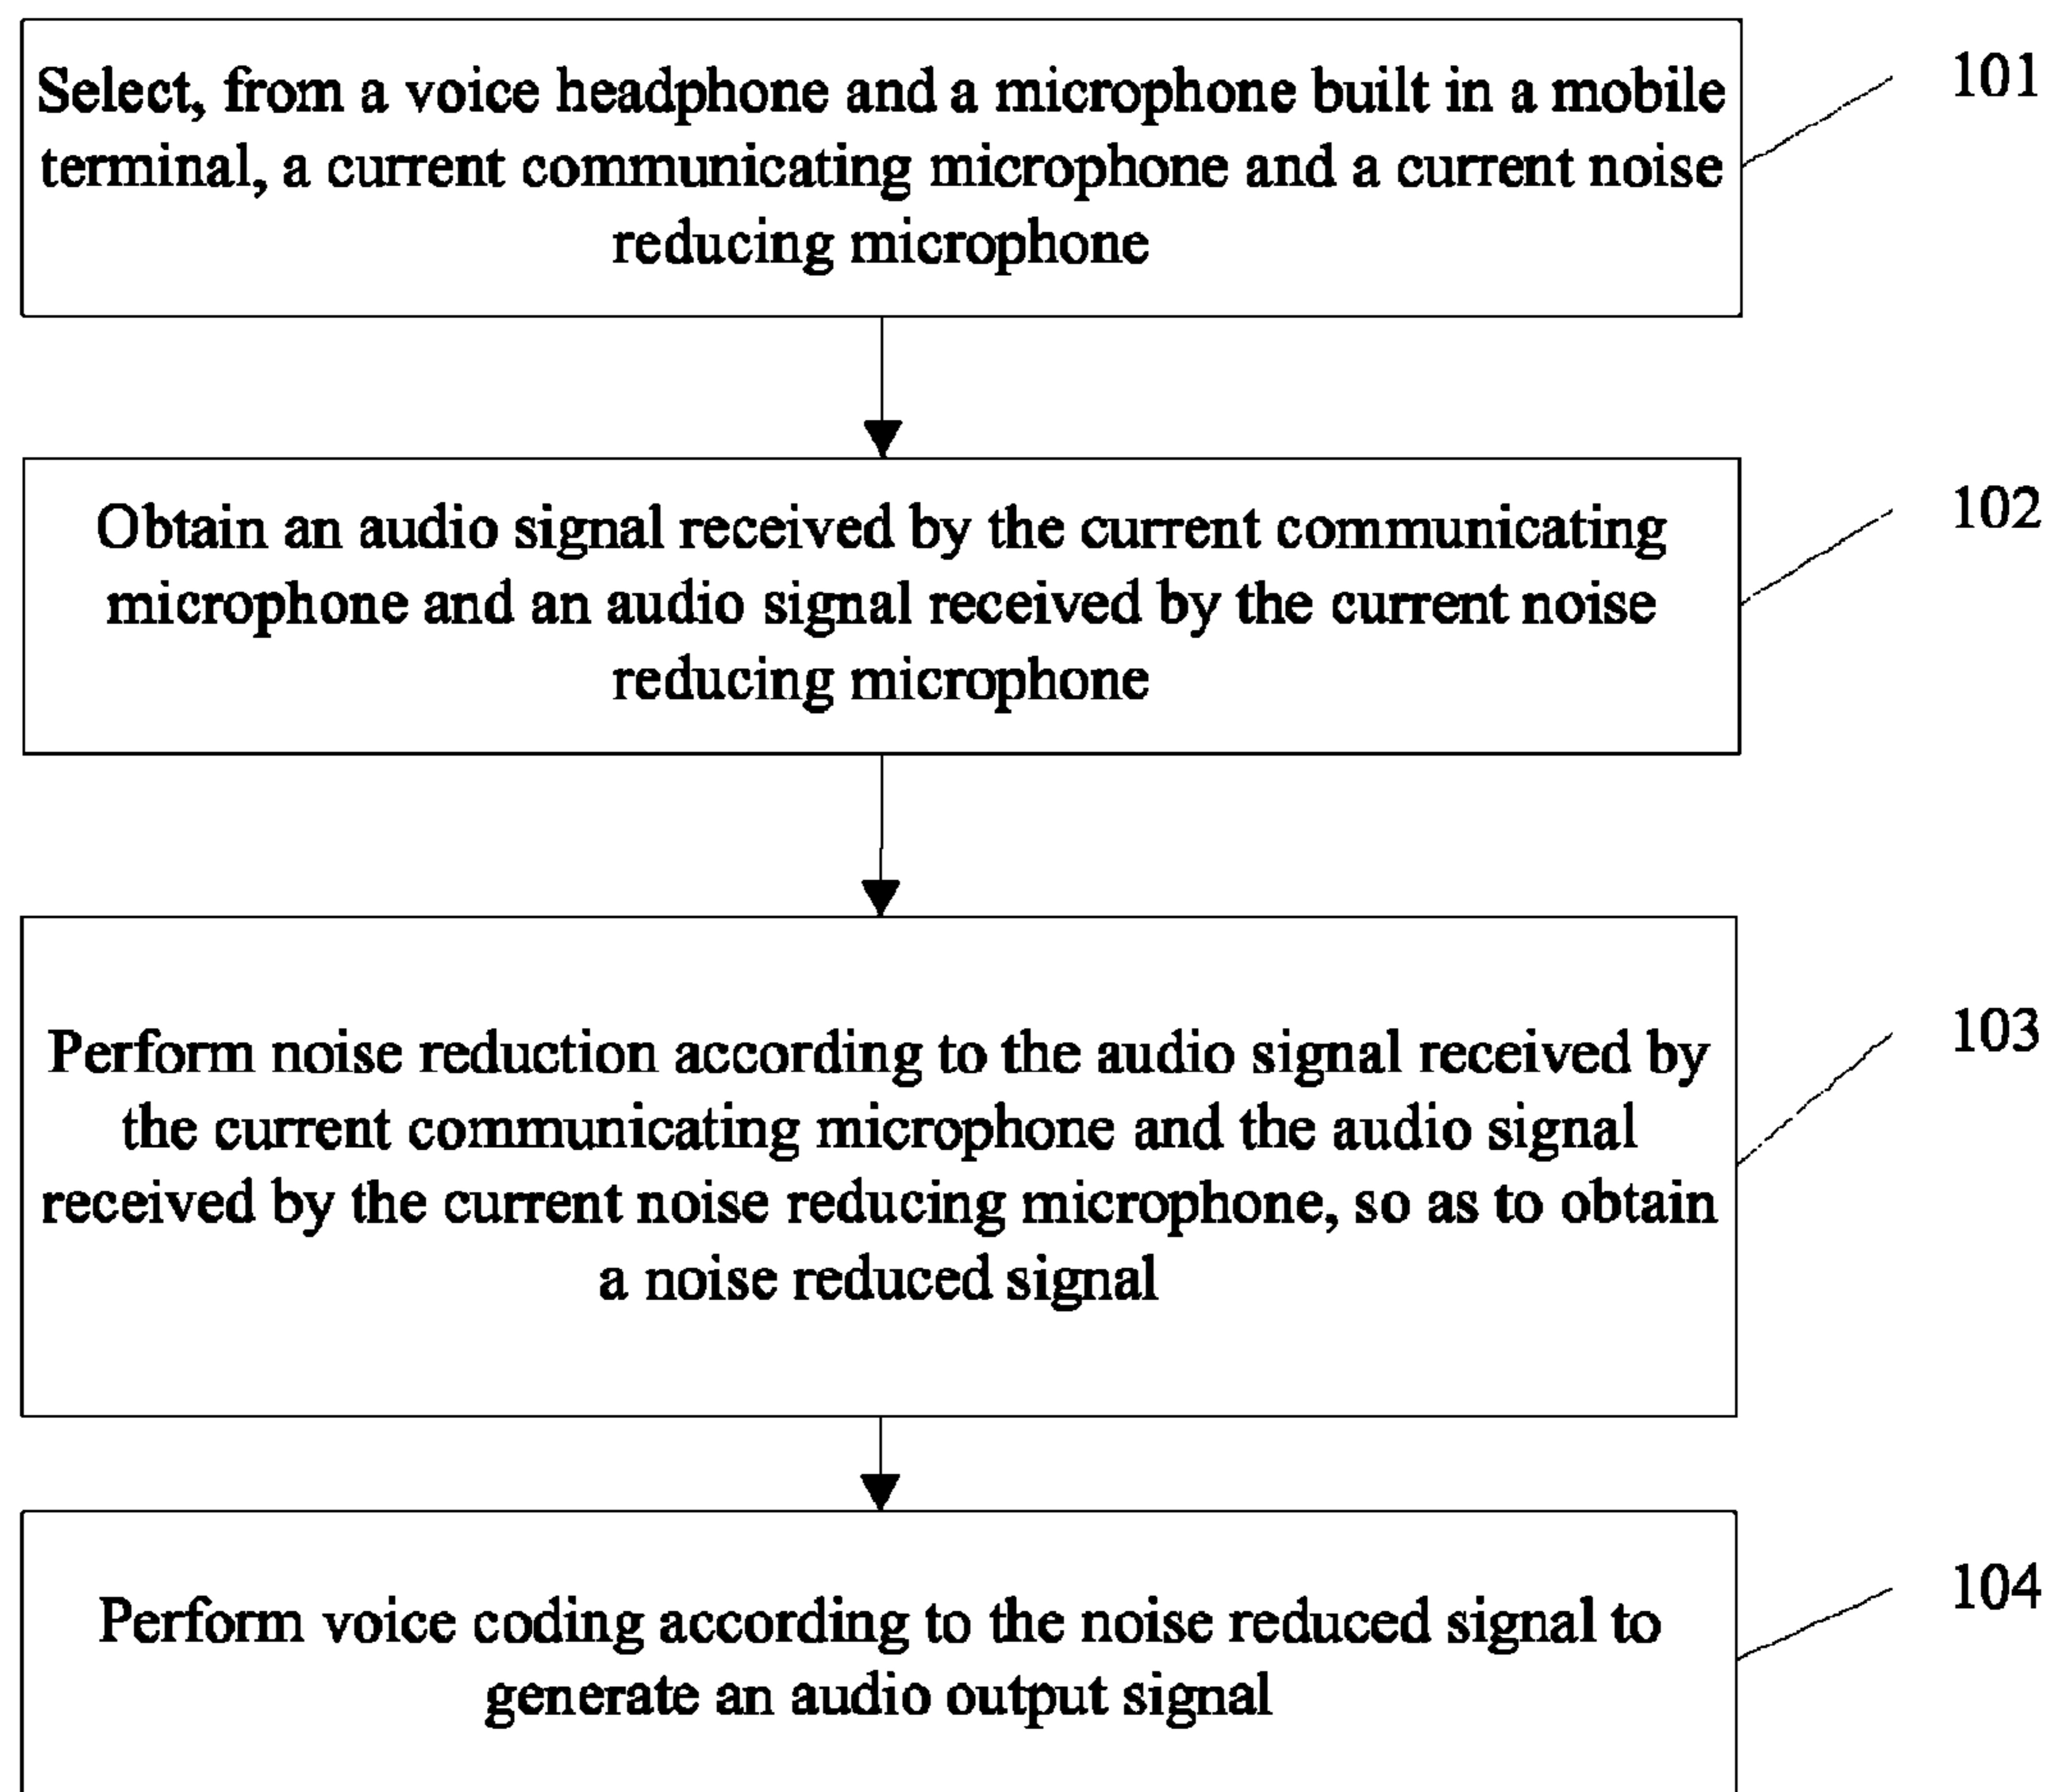 Select, from a voice headphone and a microphone built in a mobile
terminal, a current communicating microphone and a current noise
reducing microphone
101
Obtain an audio signal received by the current communicating
microphone and an audio signal received by the current noise
reducing microphone
102
Perform noise reduction according to the audio signal received by
the current communicating microphone and the audio signal
received by the current noise reducing microphone, so as to obtain
a noise reduced signal
103
Perform voice coding according to the noise reduced signal to
generate an audio output signal
104